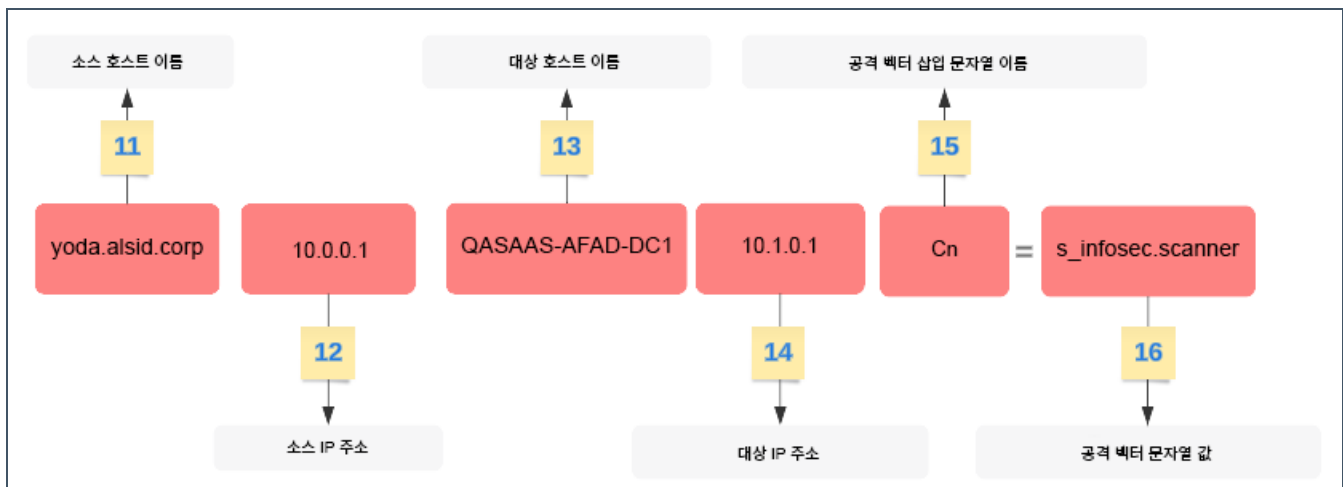 소스 호스트 이름
대상 호스트 이름
공격 벡터 삽입 문자열 이름
11
13
15
yoda.alsid.corp
10.0.0.1
QASAAS-AFAD-DC1
10.1.0.1
Cn
=
s_infosec.scanner
12
14
16
소스 IP 주소
대상 IP 주소
공격 벡터 문자열 값